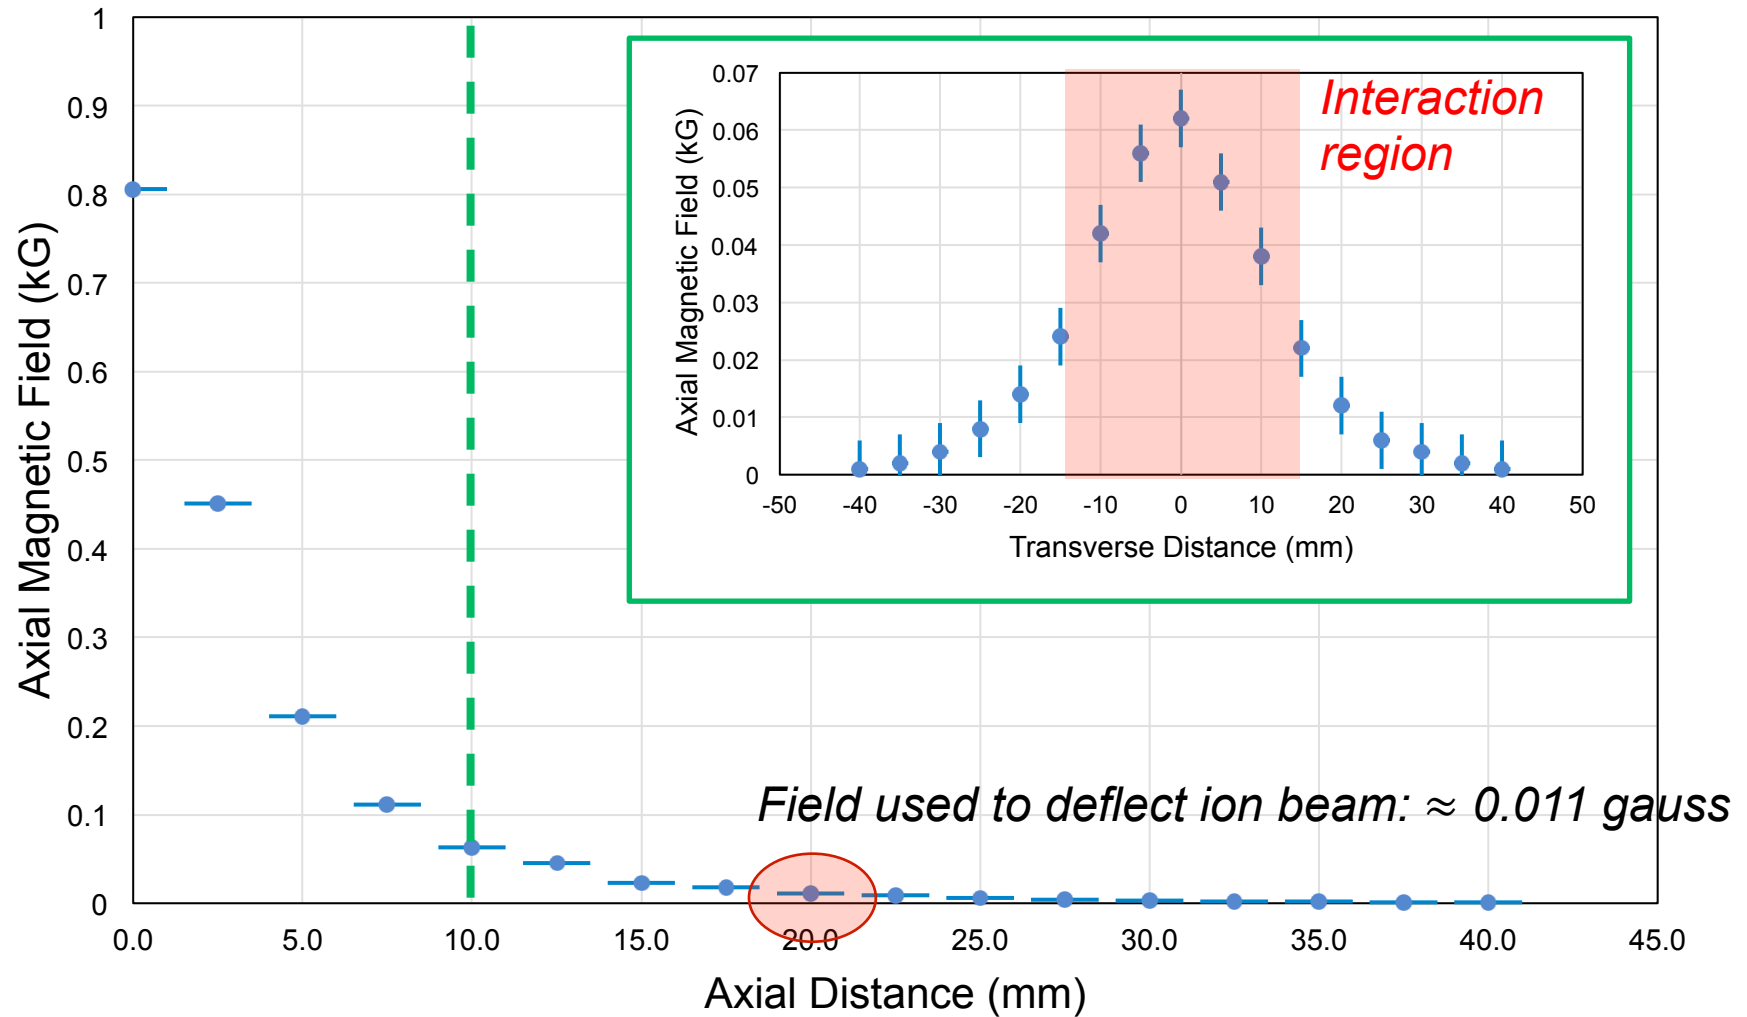 Axial Magnetic Field (kG)
1
0.9
0.8
0.7
0.6
0.5
0.4
0.3
0.2
0.1
0
0.0 5.0 10.0 15.0 20.0 25.0 30.0 35.0 40.0 45.0
Axial Distance (mm)
Axial Magnetic Field (kG)
0.07
0.06
0.05
0.04
0.03
0.02
0.01
0
-50 -40 -30 -20 -10 0 10 20 30 40 50
Transverse Distance (mm)
Interaction
region
Field used to deflect ion beam: ≈ 0.011 gauss